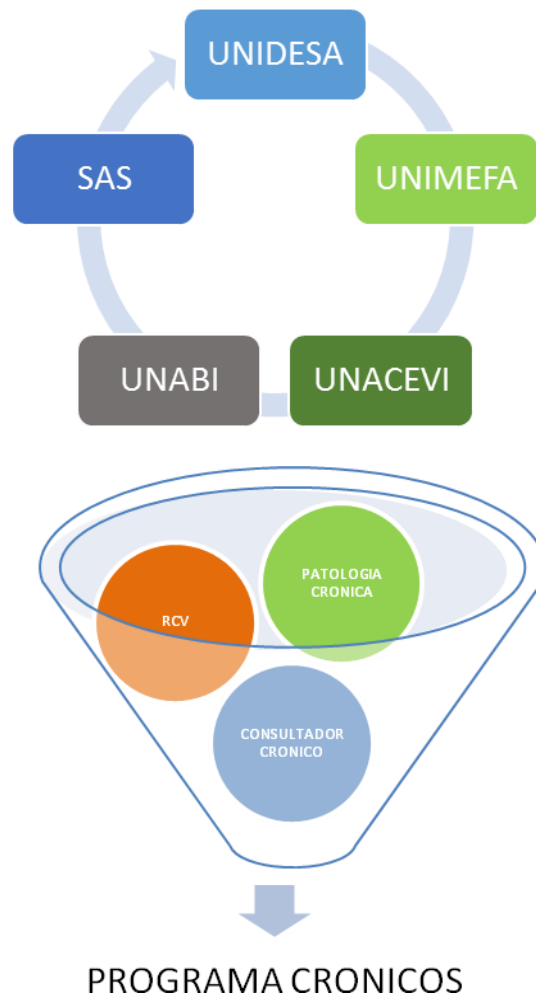 UNIDESA
SAS
UNIMEFA
UNABI
UNACEVI
PATOLOGIA
CRONICA
RCV
CONSULTADOR
CRONICO
PROGRAMA CRONICOS